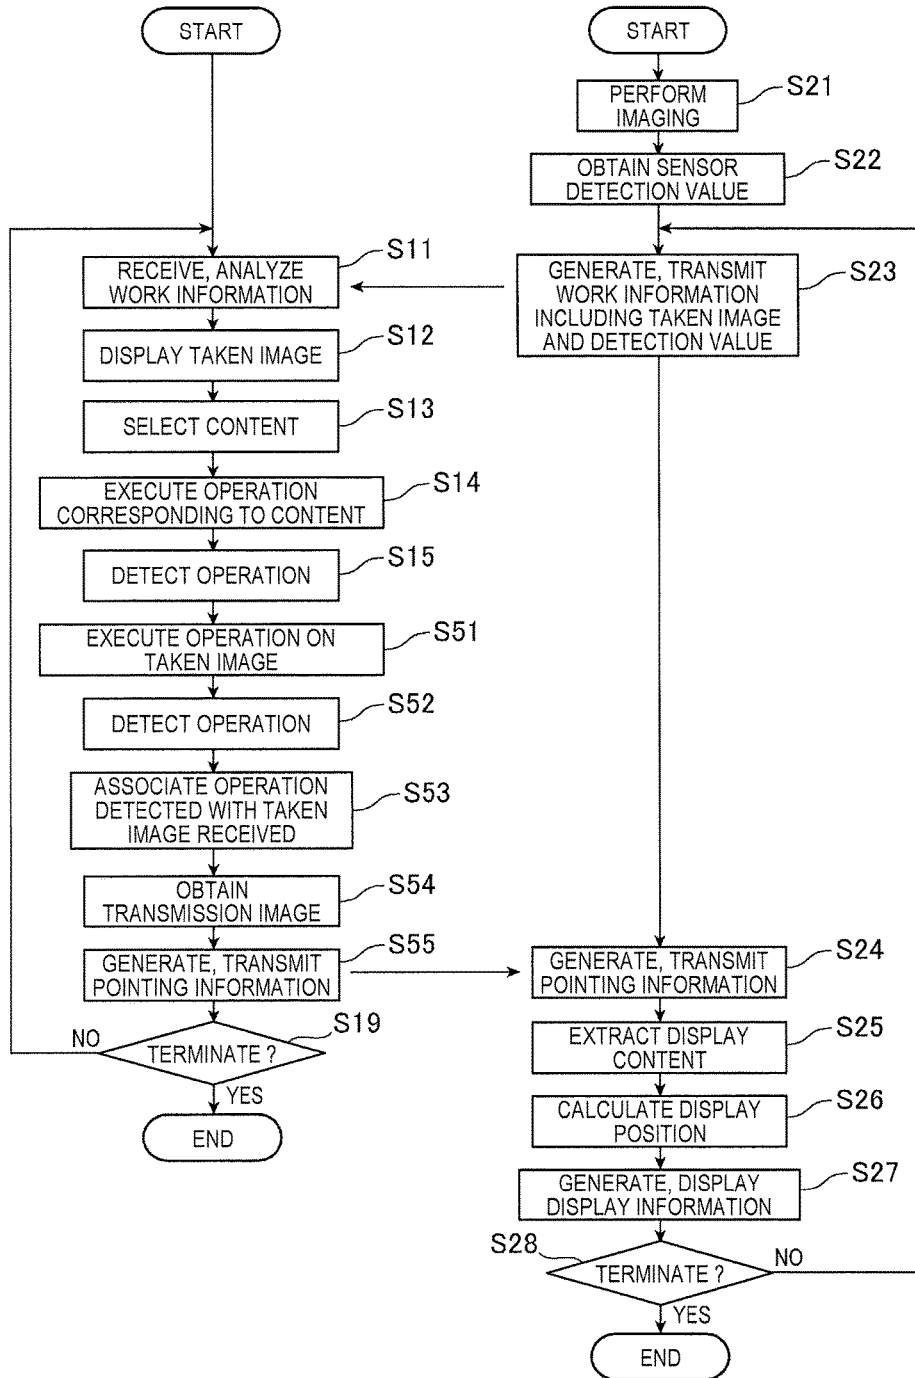 START
S11
RECEIVE, ANALYZE
WORK INFORMATION
S12
DISPLAY TAKEN IMAGE
S13
SELECT CONTENT
S14
EXECUTE OPERATION
CORRESPONDING TO CONTENT
S15
DETECT OPERATION
S51
EXECUTE OPERATION ON
TAKEN IMAGE
S52
DETECT OPERATION
S53
ASSOCIATE OPERATION
DETECTED WITH TAKEN
IMAGE RECEIVED
S54
OBTAIN
TRANSMISSION IMAGE
S55
GENERATE, TRANSMIT
POINTING INFORMATION
S19
NO
TERMINATE ?
YES
END
START
S21
PERFORM
IMAGING
S22
OBTAIN SENSOR
DETECTION VALUE
S23
GENERATE, TRANSMIT
WORK INFORMATION
INCLUDING TAKEN IMAGE
AND DETECTION VALUE
S24
GENERATE, TRANSMIT
POINTING INFORMATION
S25
EXTRACT DISPLAY
CONTENT
S26
CALCULATE DISPLAY
POSITION
S27
GENERATE, DISPLAY
DISPLAY INFORMATION
S28
NO
TERMINATE ?
YES
END